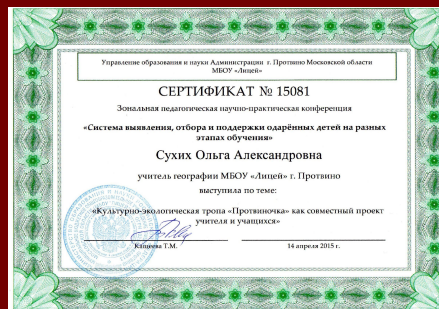 Управление образования и науки Администрации г. Протвино Московской области
МБОУ «Лицей»
СЕРТИФИКАТ № 15081
Зональная педагогическая научно-практическая конференция
«Система выявления, отбора и поддержки одарённых детей на разных
этапах обучения»
Сухих Ольга Александровна
учитель географии МБОУ «Лицей» г. Протвино
выступила по теме:
«Культурно-экологическая тропа «Протвиночка» как совместный проект
учителя и учащихся»
Кащеева Т.М.
14 апреля 2015 г.